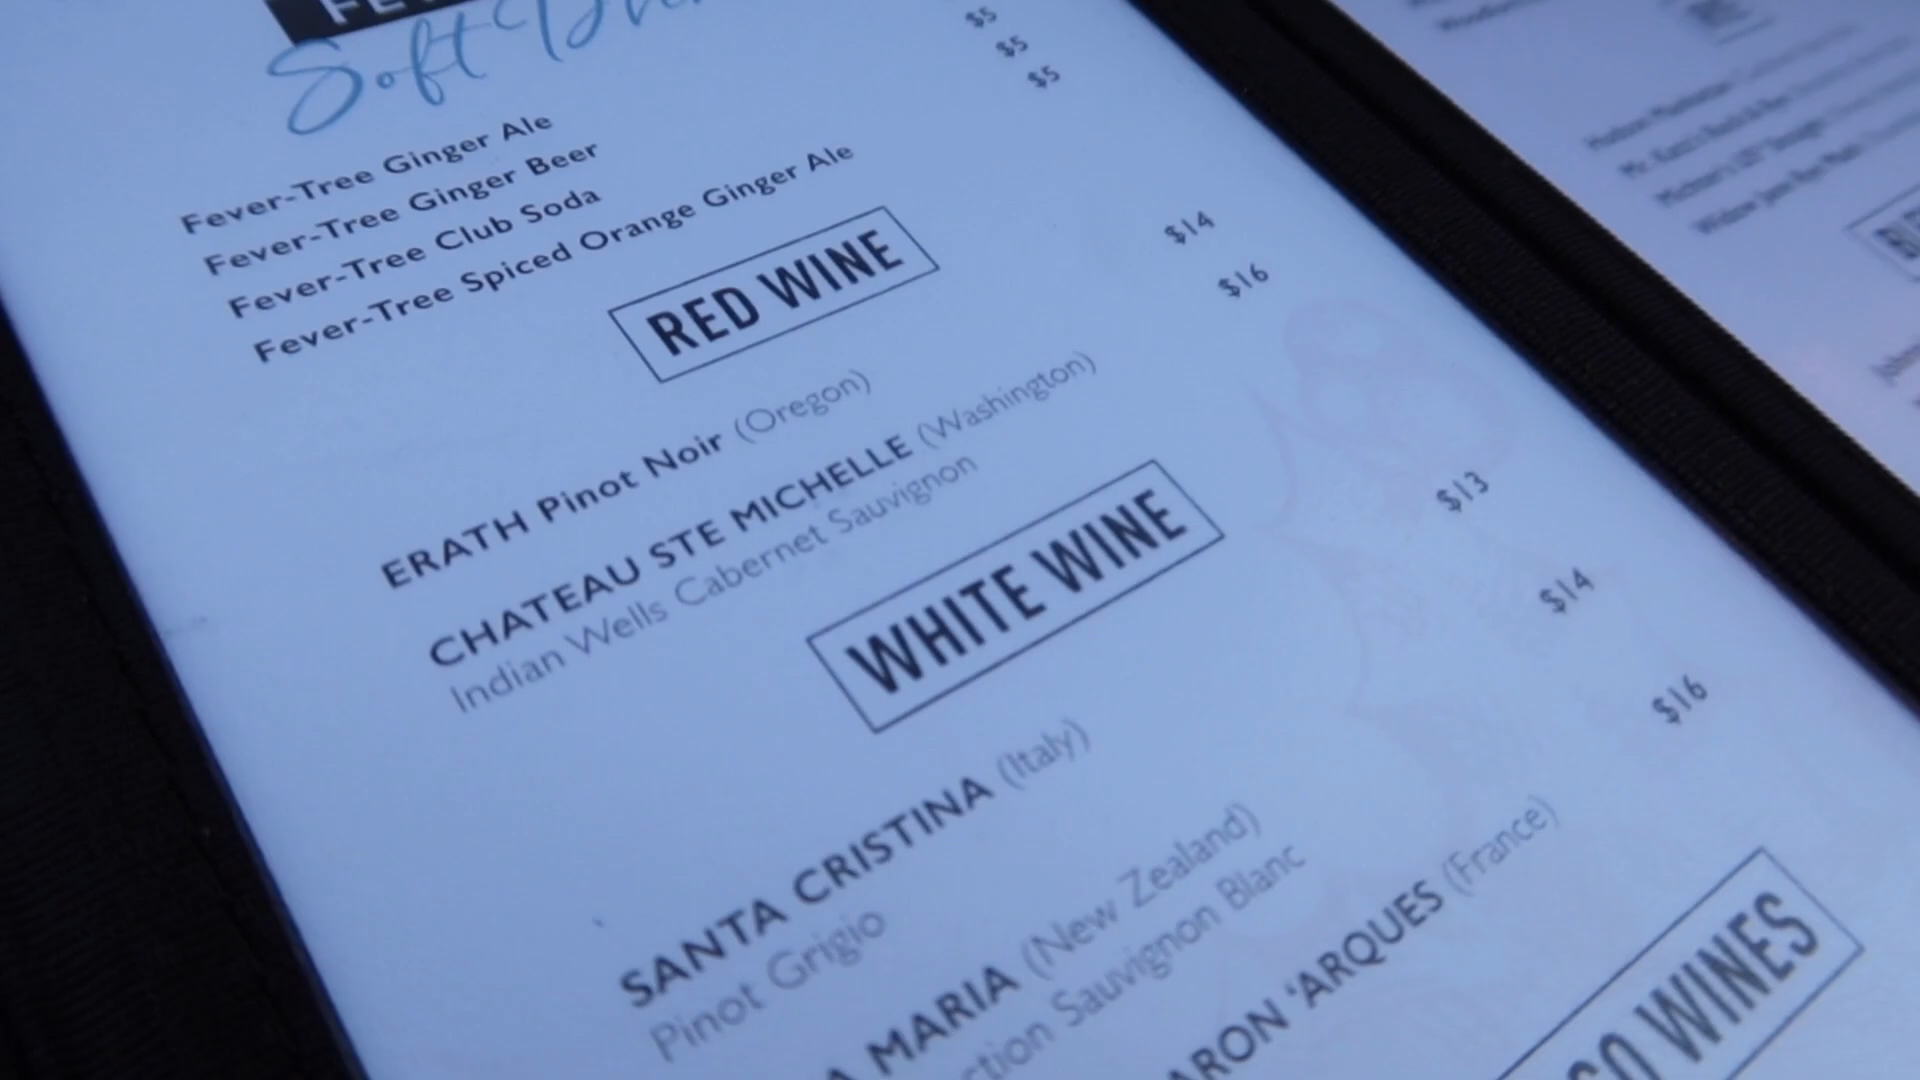 Soft
$5
$5
$5
Fever-Tree Ginger Ale
Fever-Tree Ginger Beer
Fever-Tree Club Soda
Fever-Tree Spiced Orange Ginger Ale
RED WINE
ERATH Pinot Noir (Oregon) $14
CHATEAU STE MICHELLE (Washington) $16
Indian Wells Cabernet Sauvignon
WHITE WINE
SANTA CRISTINA (Italy) $13
Pinot Grigio
MARIA (New Zealand) $14
Sauvignon Blanc
'ARQUES (France) $16
WINES